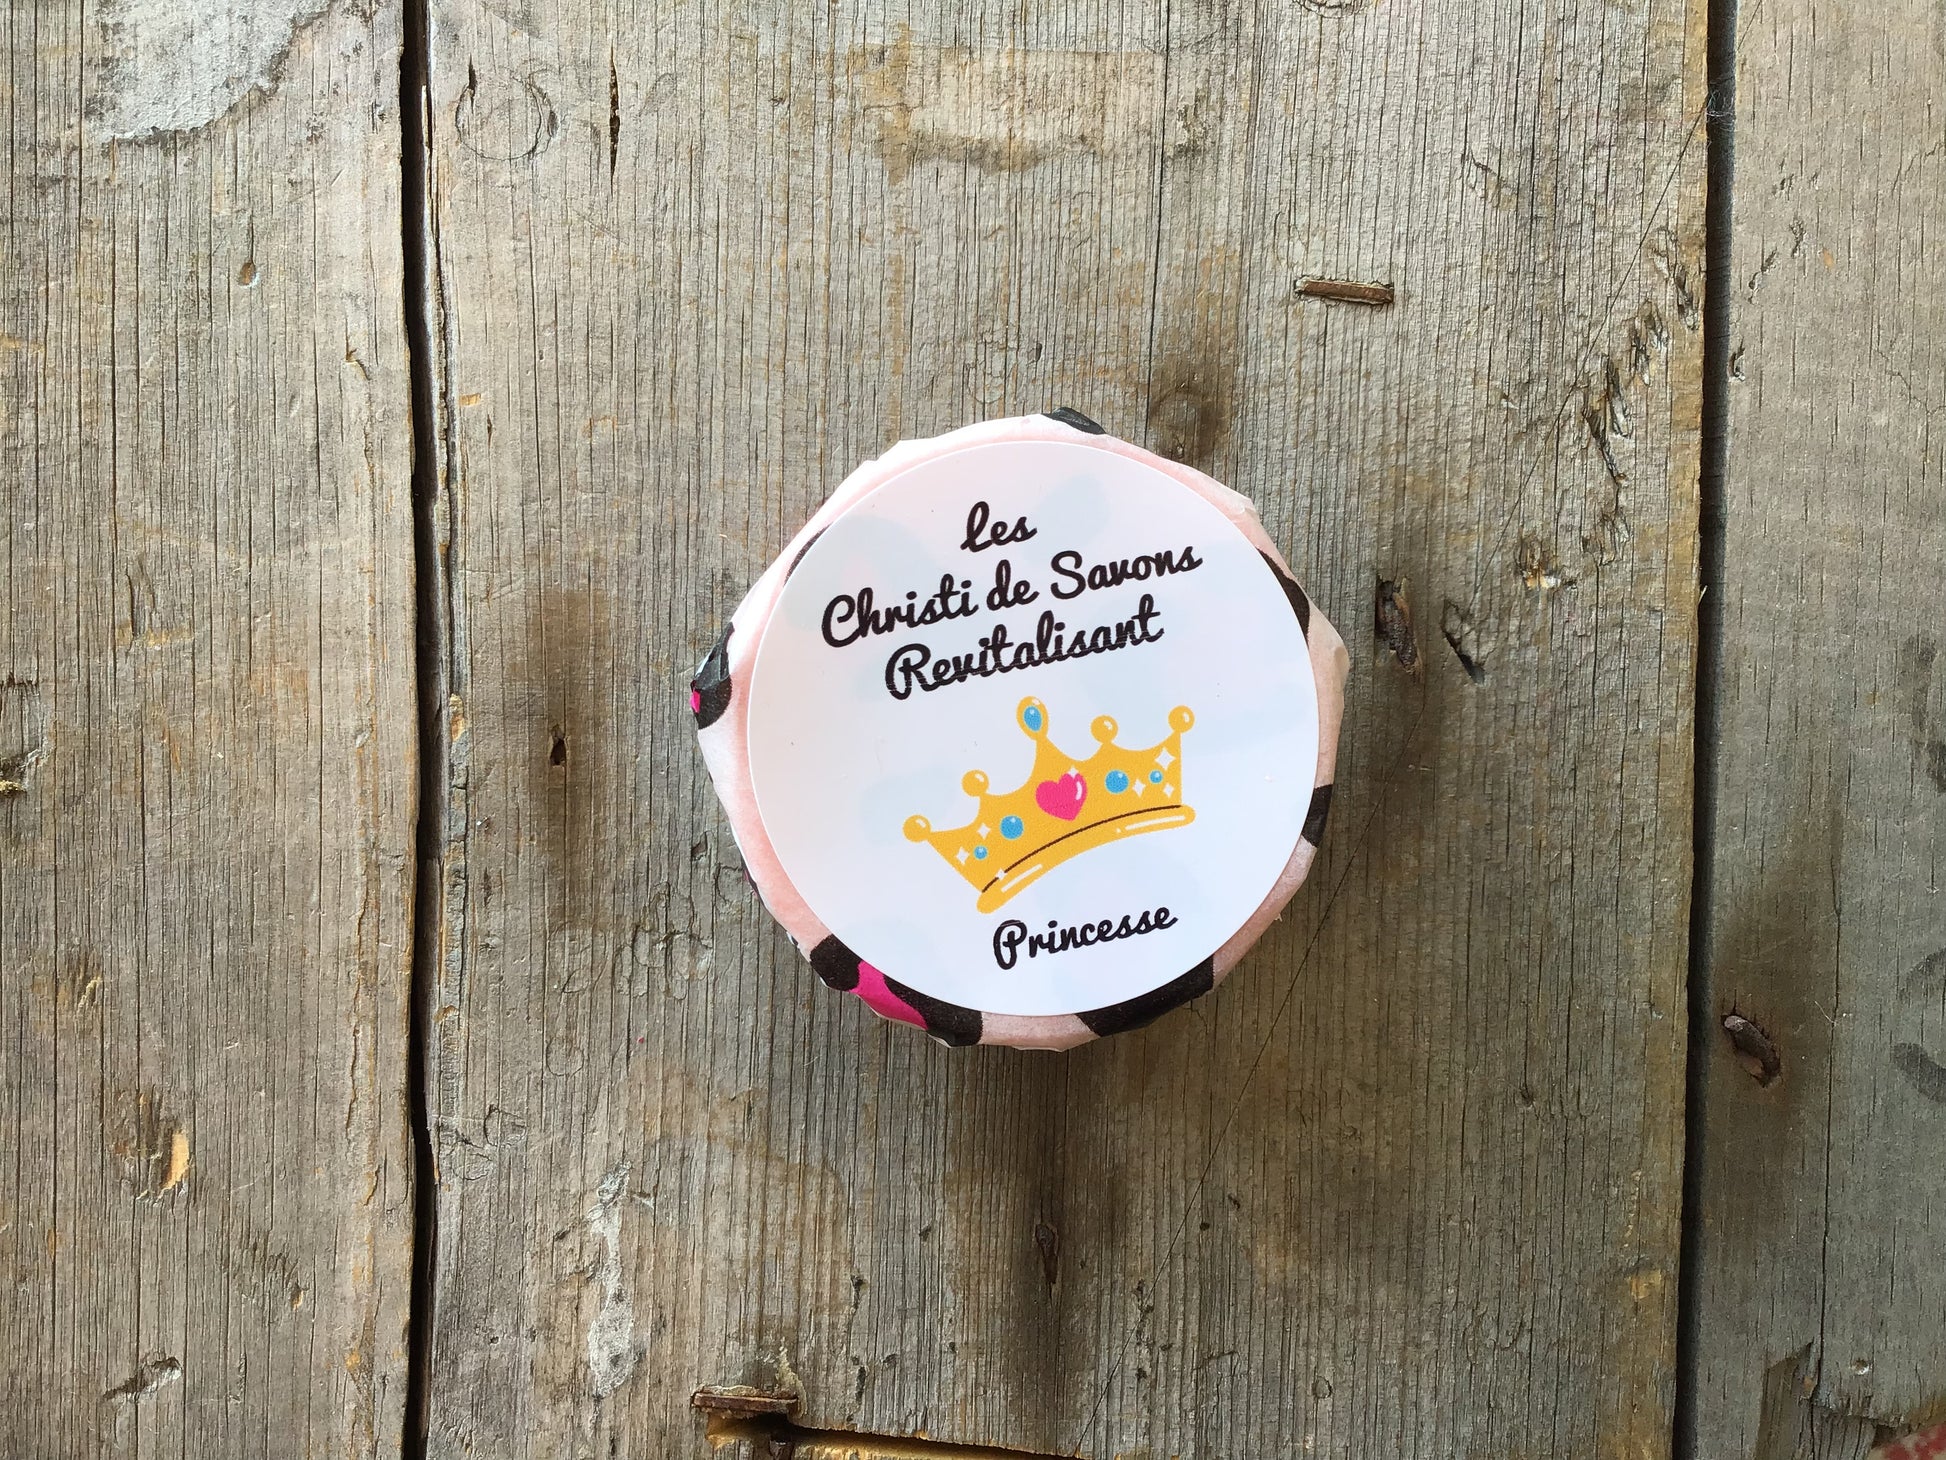 Les
Christi de Savons
Revitalisant
Princesse